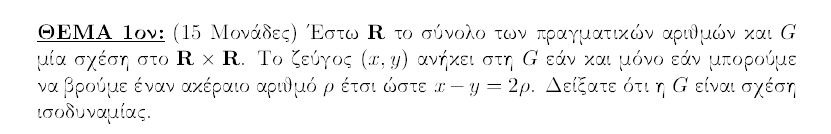 ΘΕΜΑ 1ον: (15 Μονάδες) Έστω R το σύνολο των πραγματικών αριθμών και G
μία σχέση στο R × R. Το ζεύγος (x, y) ανήκει στη G εάν και μόνο εάν μπορούμε
να βρούμε έναν ακέραιο αριθμό ρ έτσι ώστε x − y = 2ρ. Δείξατε ότι η G είναι σχέση
ισοδυναμίας.